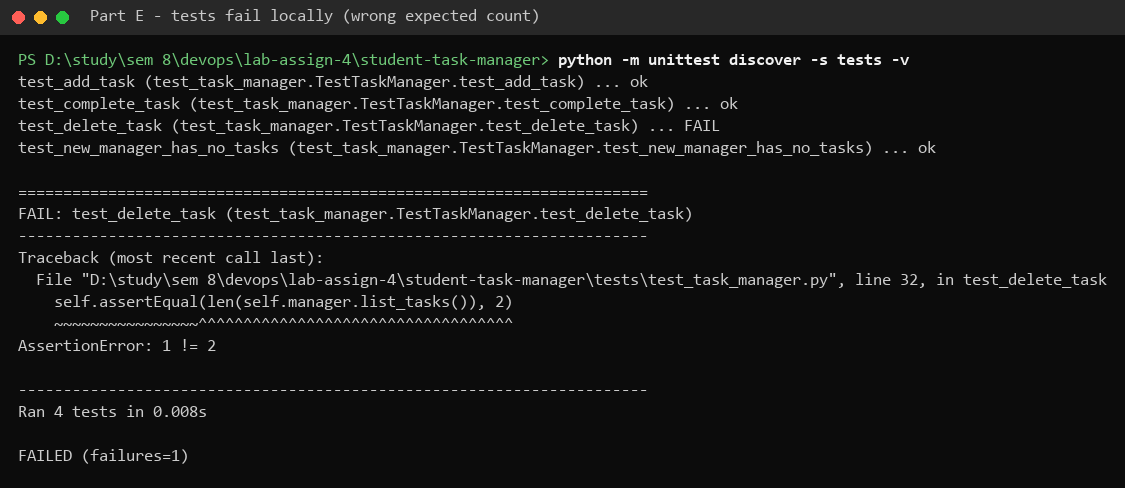 Part E - tests fail locally (wrong expected count)
PS D:\study\sem 8\devops\lab-assign-4\student-task-manager> python -m unittest discover -s tests -v
test_add_task (test_task_manager.TestTaskManager.test_add_task) ... ok
test_complete_task (test_task_manager.TestTaskManager.test_complete_task) ... ok
test_delete_task (test_task_manager.TestTaskManager.test_delete_task) ... FAIL
test_new_manager_has_no_tasks (test_task_manager.TestTaskManager.test_new_manager_has_no_tasks) ... ok
======================================================================
FAIL: test_delete_task (test_task_manager.TestTaskManager.test_delete_task)
----------------------------------------------------------------------
Traceback (most recent call last):
  File "D:\study\sem 8\devops\lab-assign-4\student-task-manager\tests\test_task_manager.py", line 32, in test_delete_task
    self.assertEqual(len(self.manager.list_tasks()), 2)
    ~~~~~~~~~~~~~~~~^^^^^^^^^^^^^^^^^^^^^^^^^^^^^^^^^^^
AssertionError: 1 != 2
----------------------------------------------------------------------
Ran 4 tests in 0.008s
FAILED (failures=1)